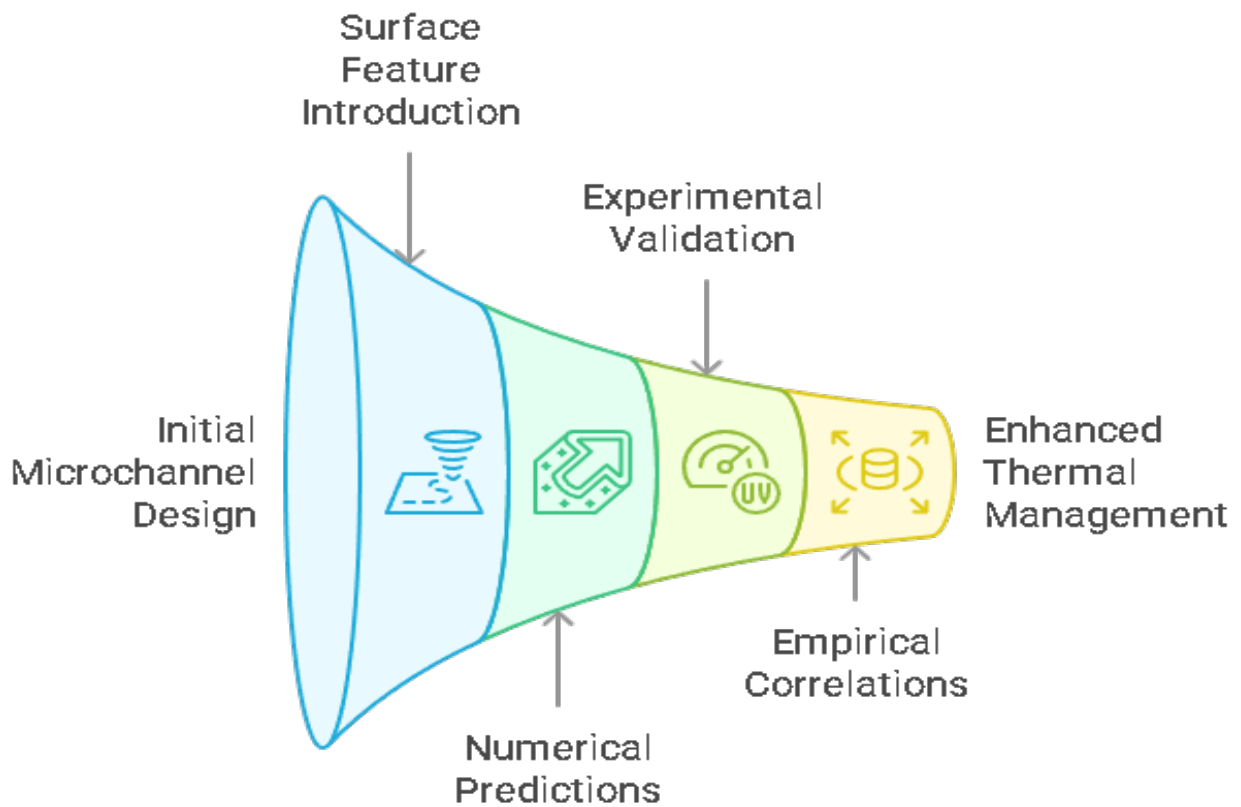 Surface
Feature
Introduction
Experimental
Validation
Initial
Microchannel
Design
UV
Enhanced
Thermal
Management
Empirical
Correlations
Numerical
Predictions